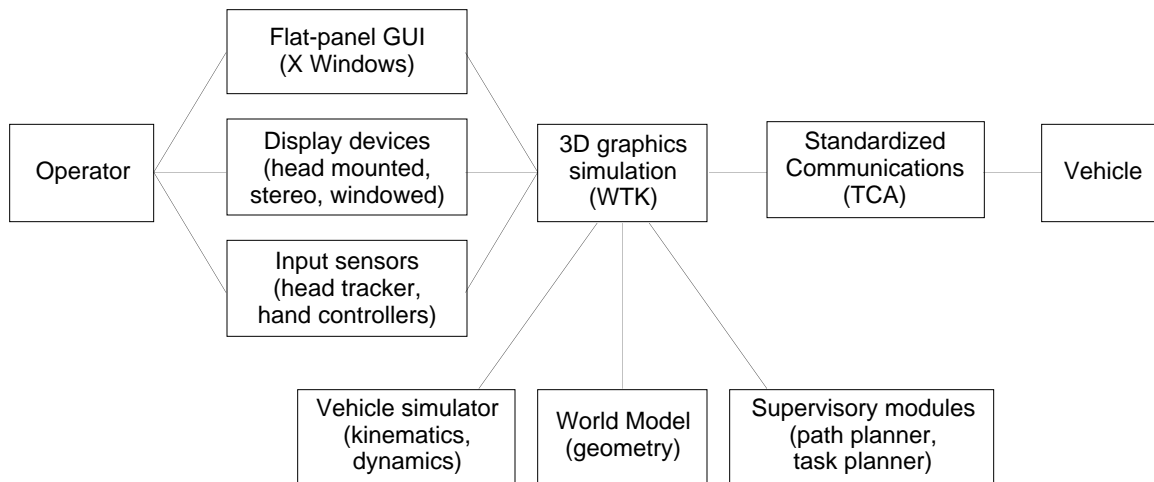 Flat-panel GUI
(X Windows)
Operator
Display devices
(head mounted,
stereo, windowed)
3D graphics
simulation
(WTK)
Standardized
Communications
(TCA)
Vehicle
Input sensors
(head tracker,
hand controllers)
Vehicle simulator
(kinematics,
dynamics)
World Model
(geometry)
Supervisory modules
(path planner,
task planner)